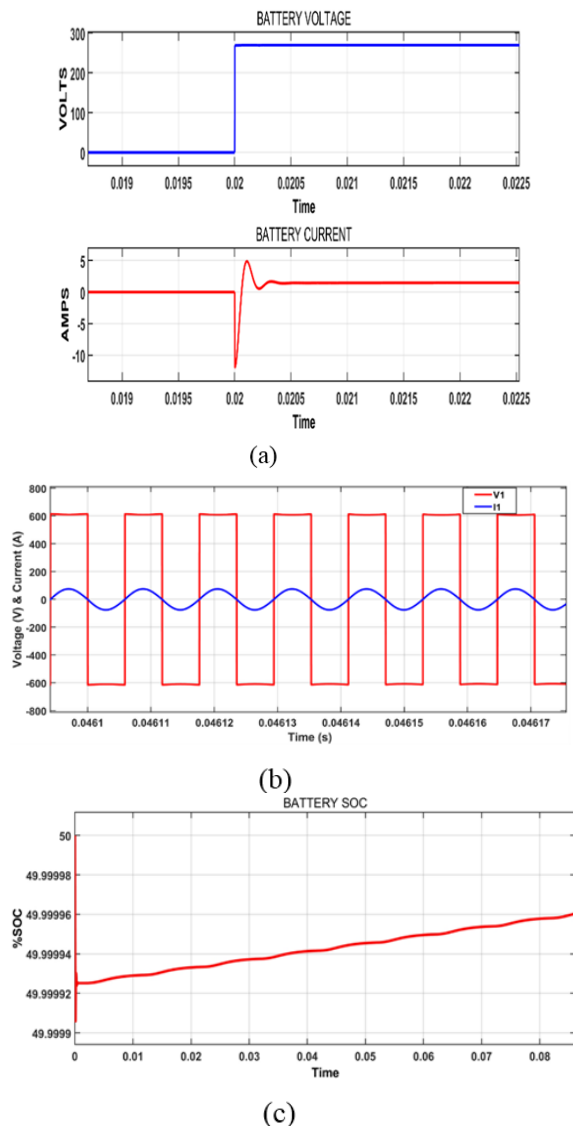 BATTERY VOLTAGE
300
200
100
0
VOLTS
0.019 0.0195 0.02 0.0205 0.021 0.0215 0.022 0.0225
Time
BATTERY CURRENT
5
0
-5
-10
AMPS
0.019 0.0195 0.02 0.0205 0.021 0.0215 0.022 0.0225
Time
(a)
800
600
400
200
0
-200
-400
-600
-800
Voltage (V) & Current (A)
V1
I1
0.0461 0.04611 0.04612 0.04613 0.04614 0.04615 0.04616 0.04617
Time (s)
(b)
BATTERY SOC
50
49.99998
49.99996
49.99994
49.99992
49.9999
%SOC
0 0.01 0.02 0.03 0.04 0.05 0.06 0.07 0.08
Time
(c)